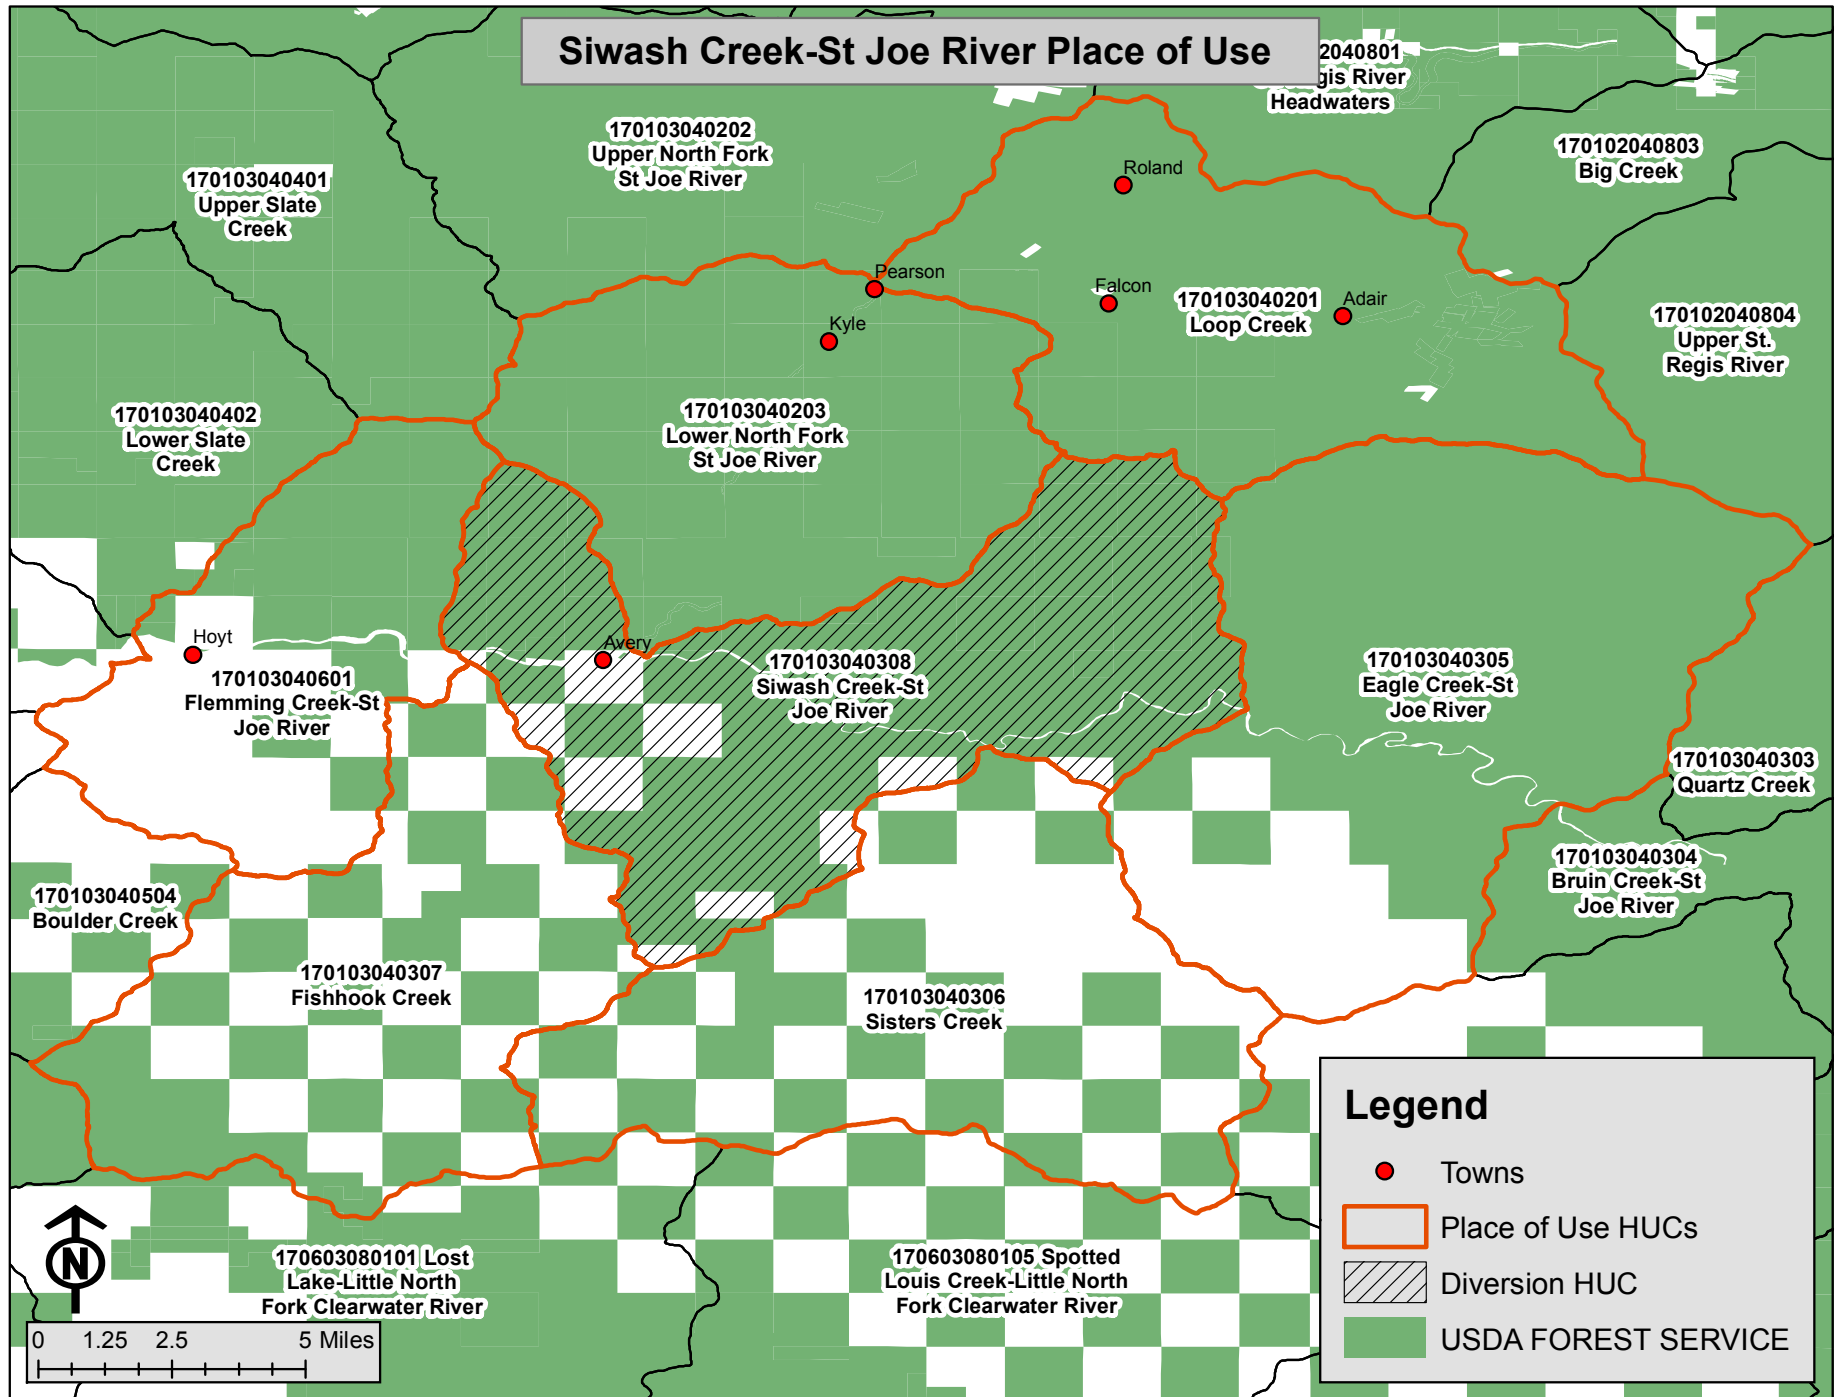 Siwash Creek-St Joe River Place of Use
2040801
gis River
Headwaters
170103040202
Upper North Fork
St Joe River
170102040803
Big Creek
170103040401
Upper Slate
Creek
Roland
Pearson
Falcon
170103040201
Loop Creek
Adair
Kyle
170102040804
Upper St.
Regis River
170103040402
Lower Slate
Creek
170103040203
Lower North Fork
St Joe River
Hoyt
Avery
170103040601
Flemming Creek-St
Joe River
170103040308
Siwash Creek-St
Joe River
170103040305
Eagle Creek-St
Joe River
170103040303
Quartz Creek
170103040304
Bruin Creek-St
Joe River
170103040504
Boulder Creek
170103040307
Fishhook Creek
170103040306
Sisters Creek
170603080101 Lost
Lake-Little North
Fork Clearwater River
170603080105 Spotted
Louis Creek-Little North
Fork Clearwater River
N
0 1.25 2.5 5 Miles
Legend
Towns
Place of Use HUCs
Diversion HUC
USDA FOREST SERVICE